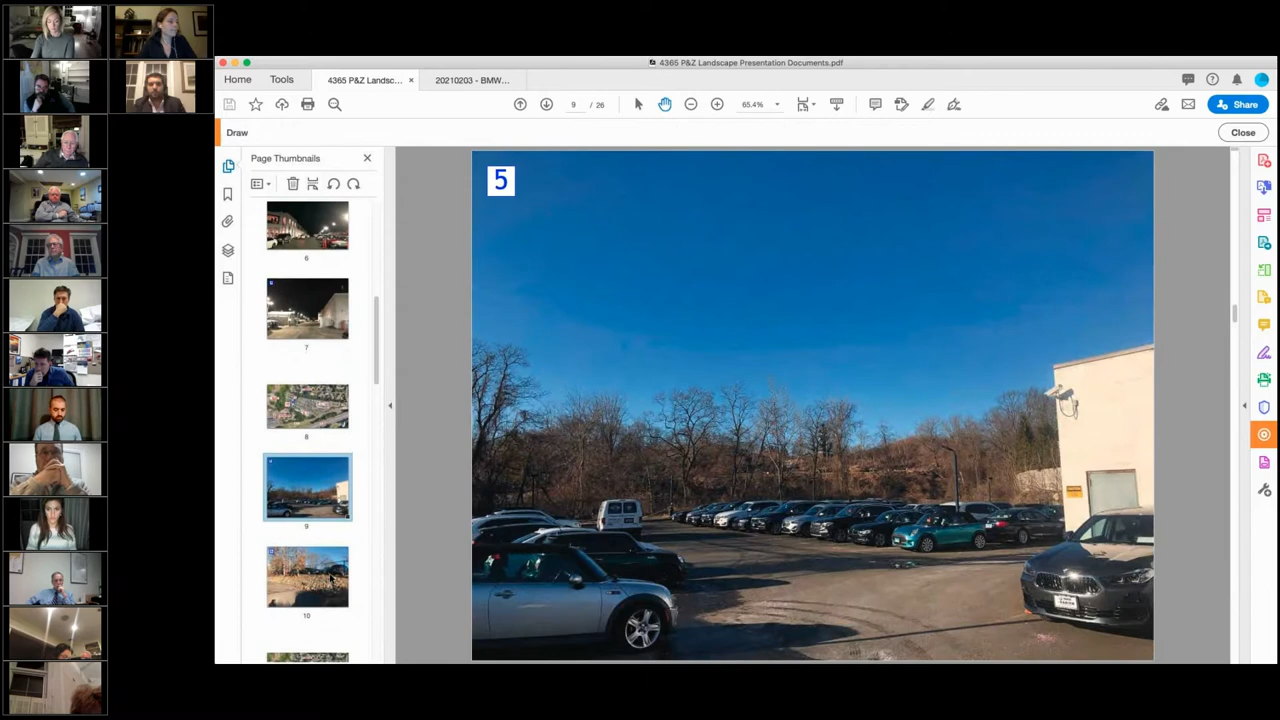 4365 P&Z Landscape Presentation Documents.pdf
Home
Tools
4365 P&Z Landsc...
20210203 - BMW...
9 / 26
65.4%
Share
Draw
Close
Page Thumbnails
5
6
7
8
9
10